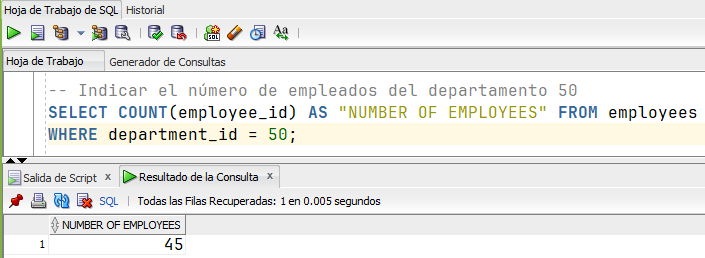 Hoja de Trabajo de SQL Historial
Hoja de Trabajo Generador de Consultas
-- Indicar el número de empleados del departamento 50
SELECT COUNT(employee_id) AS "NUMBER OF EMPLOYEES" FROM employees
WHERE department_id = 50;
Salida de Script x Resultado de la Consulta x
SQL | Todas las Filas Recuperadas: 1 en 0.005 segundos
NUMBER OF EMPLOYEES
1 45